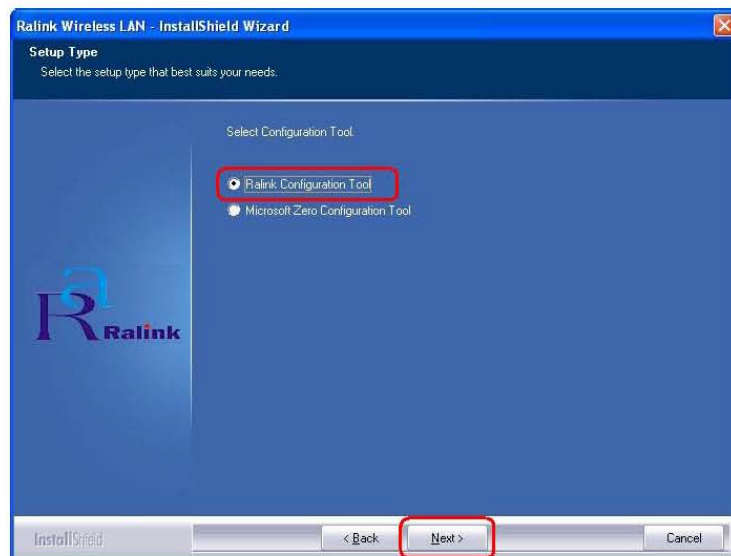 Ralink Wireless LAN - InstallShield Wizard
Setup Type
Select the setup type that best suits your needs.
Select Configuration Tool.
Ralink Configuration Tool
Microsoft Zero Configuration Tool
Ra
Ralink
InstallShield
< Back
Next >
Cancel